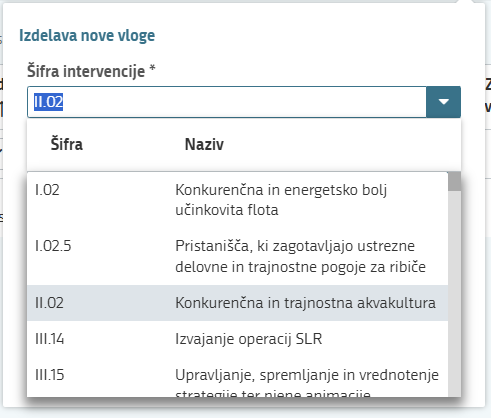 Izdelava nove vloge
Šifra intervencije *
II.02
Šifra Naziv
I.02 Konkurenčna in energetsko bolj
učinkovita flota
I.02.5 Pristanišča, ki zagotavljajo ustrezne
delovne in trajnostne pogoje za ribiče
II.02 Konkurenčna in trajnostna akvakultura
III.14 Izvajanje operacij SLR
III.15 Upravljanje, spremljanje in vrednotenje
strategije ter njene animacije